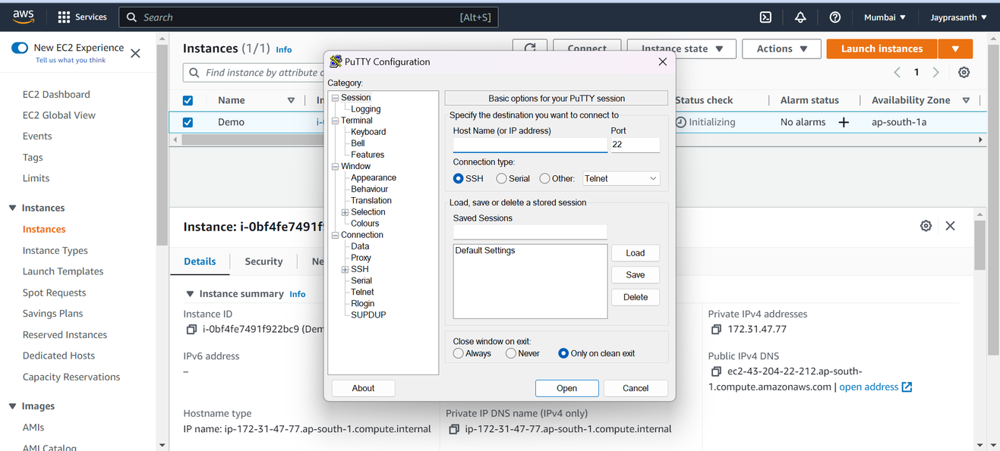 aws
Services
Search
[Alt+S]
Mumbai
Jayprasanth
New EC2 Experience
Tell us what you think
EC2 Dashboard
EC2 Global View
Events
Tags
Limits
Instances
Instances
Instance Types
Launch Templates
Spot Requests
Savings Plans
Reserved Instances
Dedicated Hosts
Capacity Reservations
Images
AMIs
AMI Catalog
Instances (1/1) Info
Connect
Instance state
Actions
Launch instances
Find instance by attribute
1
Name
Status check
Alarm status
Availability Zone
Demo
i-0
Initializing
No alarms +
ap-south-1a
Instance: i-0bf4fe7491f
Details
Security
Instance summary Info
Instance ID
i-0bf4fe7491f922bc9 (Dem
IPv6 address
–
Hostname type
IP name: ip-172-31-47-77.ap-south-1.compute.internal
Private IP DNS name (IPv4 only)
ip-172-31-47-77.ap-south-1.compute.internal
Private IPv4 addresses
172.31.47.77
Public IPv4 DNS
ec2-43-204-22-212.ap-south-
1.compute.amazonaws.com | open address
PuTTY Configuration
Category:
Session
Logging
Terminal
Keyboard
Bell
Features
Window
Appearance
Behaviour
Translation
Selection
Colours
Connection
Data
Proxy
SSH
Serial
Telnet
Rlogin
SUPDUP
Basic options for your PuTTY session
Specify the destination you want to connect to
Host Name (or IP address)
Port
22
Connection type:
SSH
Serial
Other:
Telnet
Load, save or delete a stored session
Saved Sessions
Default Settings
Load
Save
Delete
Close window on exit:
Always
Never
Only on clean exit
About
Open
Cancel